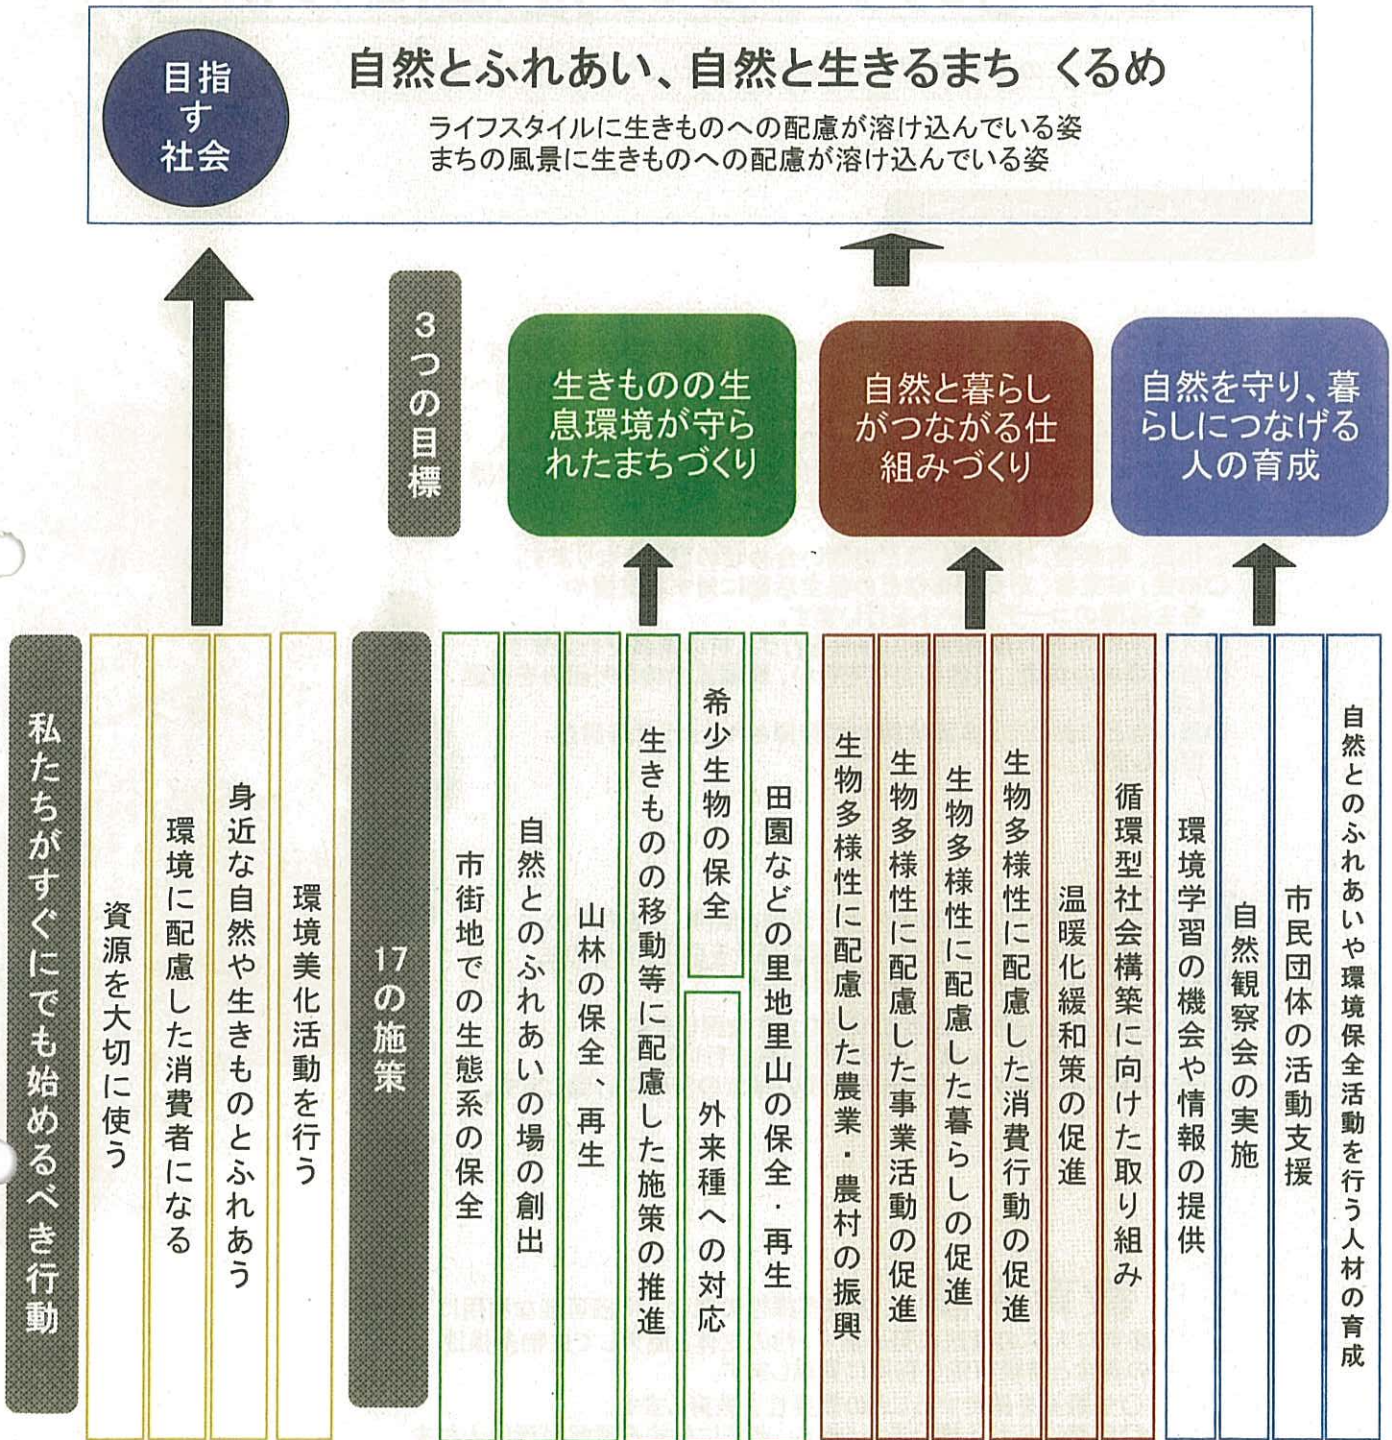 目指
す
社会
自然とふれあい、自然と生きるまち くるめ
ライフスタイルに生きものへの配慮が溶け込んでいる姿
まちの風景に生きものへの配慮が溶け込んでいる姿
3つの目標
生きものの生
息環境が守ら
れたまちづくり
自然と暮らし
がつながる仕
組みづくり
自然を守り、暮
らしにつなげる
人の育成
私たちがすぐにでも始めるべき行動
資源を大切に使う
環境に配慮した消費者になる
身近な自然や生きものとふれあう
環境美化活動を行う
17の施策
市街地での生態系の保全
自然とのふれあいの場の創出
山林の保全、再生
生きものの移動等に配慮した施策の推進
希少生物の保全
外来種への対応
田園などの里地里山の保全・再生
生物多様性に配慮した農業・農村の振興
生物多様性に配慮した事業活動の促進
生物多様性に配慮した暮らしの促進
生物多様性に配慮した消費行動の促進
温暖化緩和策の促進
循環型社会構築に向けた取り組み
環境学習の機会や情報の提供
自然観察会の実施
市民団体の活動支援
自然とのふれあいや環境保全活動を行う人材の育成